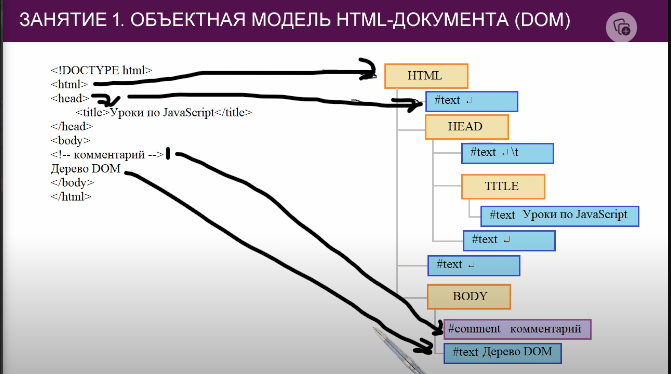 ЗАНЯТИЕ 1. ОБЪЕКТНАЯ МОДЕЛЬ HTML-ДОКУМЕНТА (DOM)
<!DOCTYPE html>
<html>
<head>
<title>Уроки по JavaScript</title>
</head>
<body>
<!-- комментарий -->
Дерево DOM
</body>
</html>
HTML
#text ↵
HEAD
#text ↵\t
TITLE
#text Уроки по JavaScript
#text ↵
#text ←
BODY
#comment комментарий
#text Дерево DOM